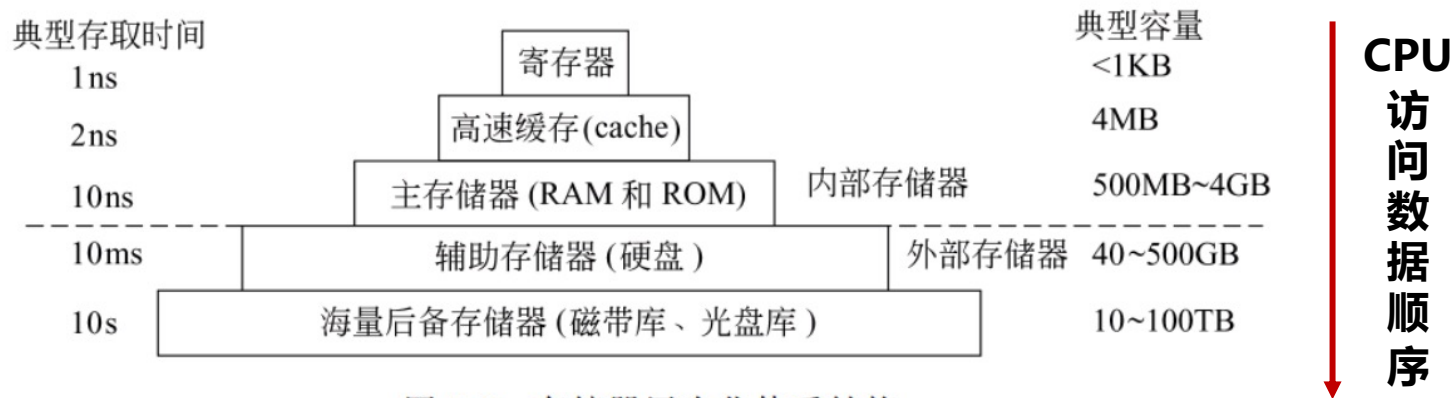 典型存取时间 典型容量
1ns 寄存器 <1KB
2ns 高速缓存(cache) 4MB
10ns 主存储器 (RAM 和 ROM) 内部存储器 500MB~4GB
10ms 辅助存储器 (硬盘) 外部存储器 40~500GB
10s 海量后备存储器 (磁带库、光盘库) 10~100TB
CPU
访
问
数
据
顺
序